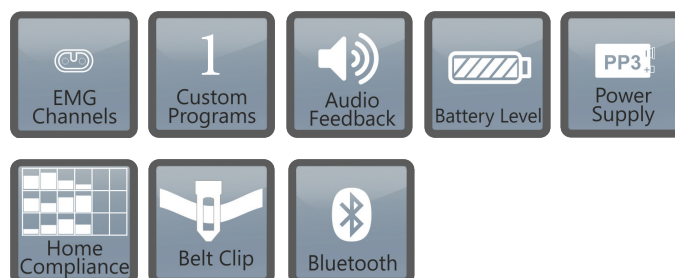 EMG
Channels
1
Custom
Programs
Audio
Feedback
Battery Level
PP3
Power
Supply
Home
Compliance
Belt Clip
Bluetooth